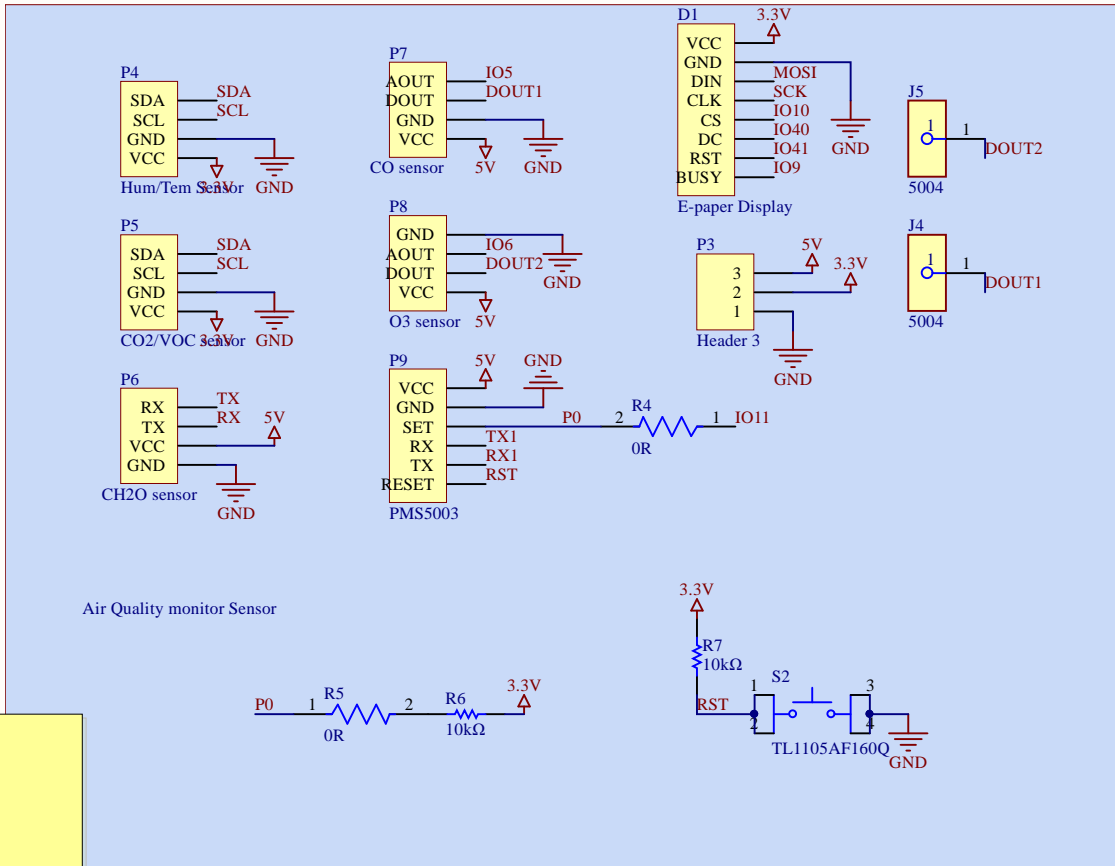 P4
SDA
SCL
GND
VCC
SDA
SCL
3.3V
GND
Hum/Tem Sensor
P5
SDA
SCL
GND
VCC
SDA
SCL
3.3V
GND
CO2/VOC sensor
P6
RX
TX
VCC
GND
TX
RX
5V
GND
CH2O sensor
P7
AOUT
DOUT
GND
VCC
IO5
DOUT1
5V
GND
CO sensor
P8
GND
AOUT
DOUT
VCC
IO6
DOUT2
GND
5V
O3 sensor
P9
VCC
GND
SET
RX
TX
RESET
5V
GND
P0
TX1
RX1
RST
PMS5003
2
R4
1
IO11
0R
D1
VCC
GND
DIN
CLK
CS
DC
RST
BUSY
3.3V
MOSI
SCK
IO10
IO40
IO41
IO9
GND
E-paper Display
P3
3
2
1
5V
3.3V
GND
Header 3
J5
1
1
DOUT2
5004
J4
1
1
DOUT1
5004
Air Quality monitor Sensor
P0
1
R5
2
0R
R6
10kΩ
3.3V
3.3V
R7
10kΩ
RST
S2
1
2
3
4
TL1105AF160Q
GND